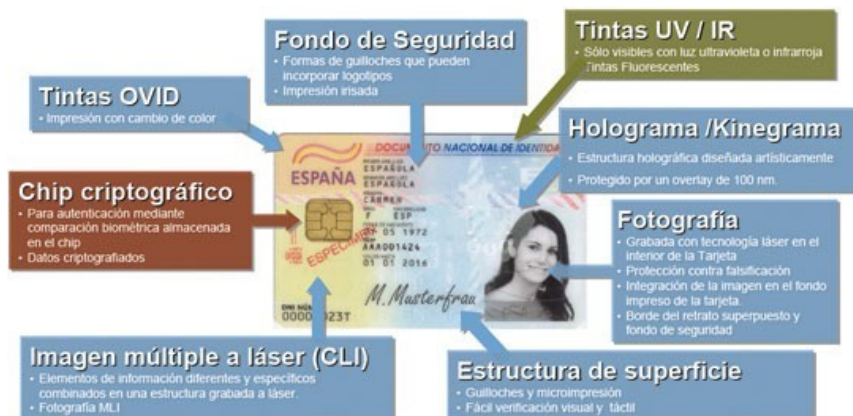 Fondo de Seguridad
• Formas de guilloches que pueden
incorporar logotipos
• Impresión irisada
Tintas UV / IR
• Sólo visibles con luz ultravioleta o infrarroja
Tintas Fluorescentes
Tintas OVID
• Impresión con cambio de color
Holograma /Kinegrama
• Estructura holográfica diseñada artísticamente
• Protegido por un overlay de 100 nm.
Chip criptográfico
• Para autenticación mediante
comparación biométrica almacenada
en el chip
• Datos criptografiados
DOCUMENTO NACIONAL DE IDENTIDA
ESPAÑA
ESPAÑOLA
ESPAÑOLA
CARMEN
F ESP
05 1972
AAA001424
01 01 2016
ESPECIMEN
M. Musterfrau
DNI NÚM
0000 023T
Fotografía
• Grabada con tecnología láser en el
interior de la Tarjeta
• Protección contra falsificación
• Integración de la imagen en el fondo
impreso de la tarjeta.
• Borde del retrato superpuesto y
fondo de seguridad
Imagen múltiple a láser (CLI)
• Elementos de información diferentes y específicos
combinados en una estructura grabada a láser.
• Fotografía MLI
Estructura de superficie
• Guilloches y microimpresión
• Fácil verificación visual y táctil